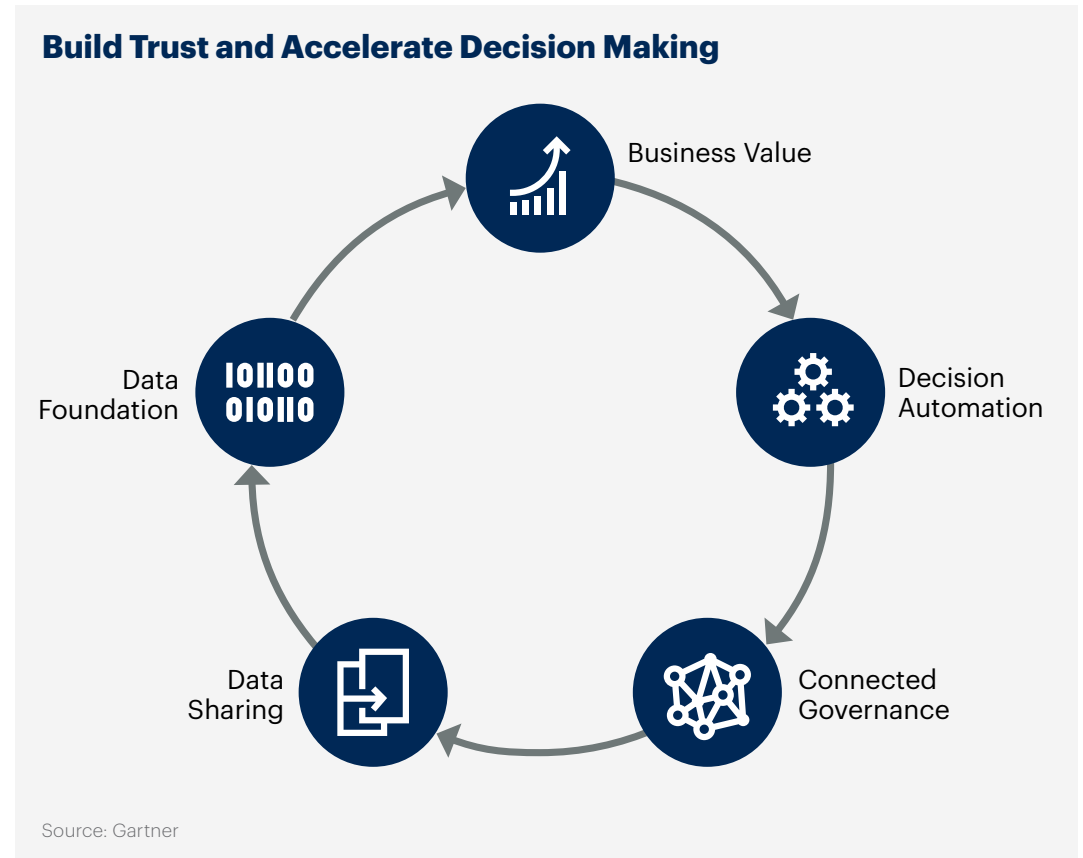 Build Trust and Accelerate Decision Making
Business Value
Decision
Automation
Connected
Governance
Data
Sharing
Data
Foundation
101100
010110
Source: Gartner